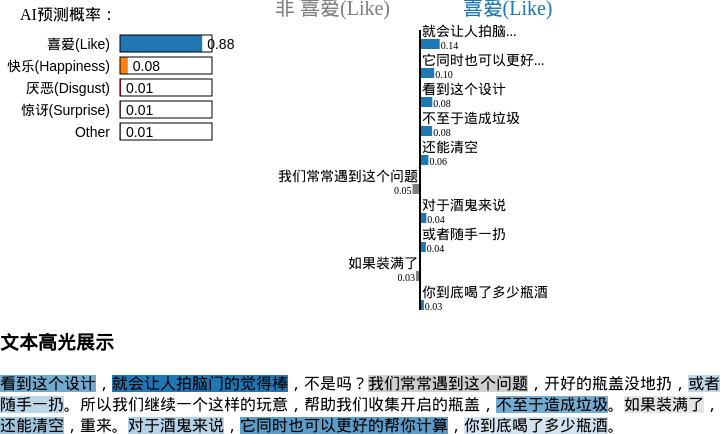 AI预测概率：
喜爱(Like) 0.88
快乐(Happiness) 0.08
厌恶(Disgust) 0.01
惊讶(Surprise) 0.01
Other 0.01
非 喜爱(Like) 喜爱(Like)
就会让人拍脑...
0.14
它同时也可以更好...
0.10
看到这个设计
0.08
不至于造成垃圾
0.08
还能清空
0.06
我们常常遇到这个问题
0.05
对于酒鬼来说
0.04
或者随手一扔
0.04
如果装满了
0.03
你到底喝了多少瓶酒
0.03
文本高光展示
看到这个设计，就会让人拍脑门的觉得棒，不是吗？我们常常遇到这个问题，开好的瓶盖没地扔，或者
随手一扔。所以我们继续一个这样的玩意，帮助我们收集开启的瓶盖，不至于造成垃圾。如果装满了，
还能清空，重来。对于酒鬼来说，它同时也可以更好的帮你计算，你到底喝了多少瓶酒。